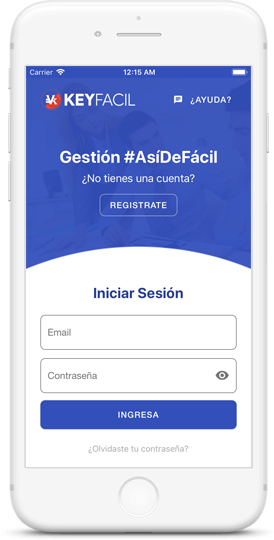 Carrier 11:15 AM
KEYFACIL ¿AYUDA?
Gestión #AsíDeFácil
¿No tienes una cuenta?
REGISTRATE
Iniciar Sesión
Email
Contraseña
INGRESA
¿Olvidaste tu contraseña?